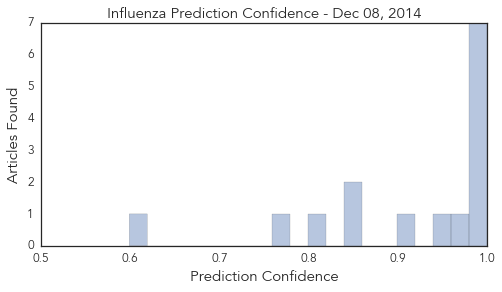 Influenza Prediction Confidence - Dec 08, 2014
Articles Found
7
6
5
4
3
2
1
0
0.5 0.6 0.7 0.8 0.9 1.0
Prediction Confidence